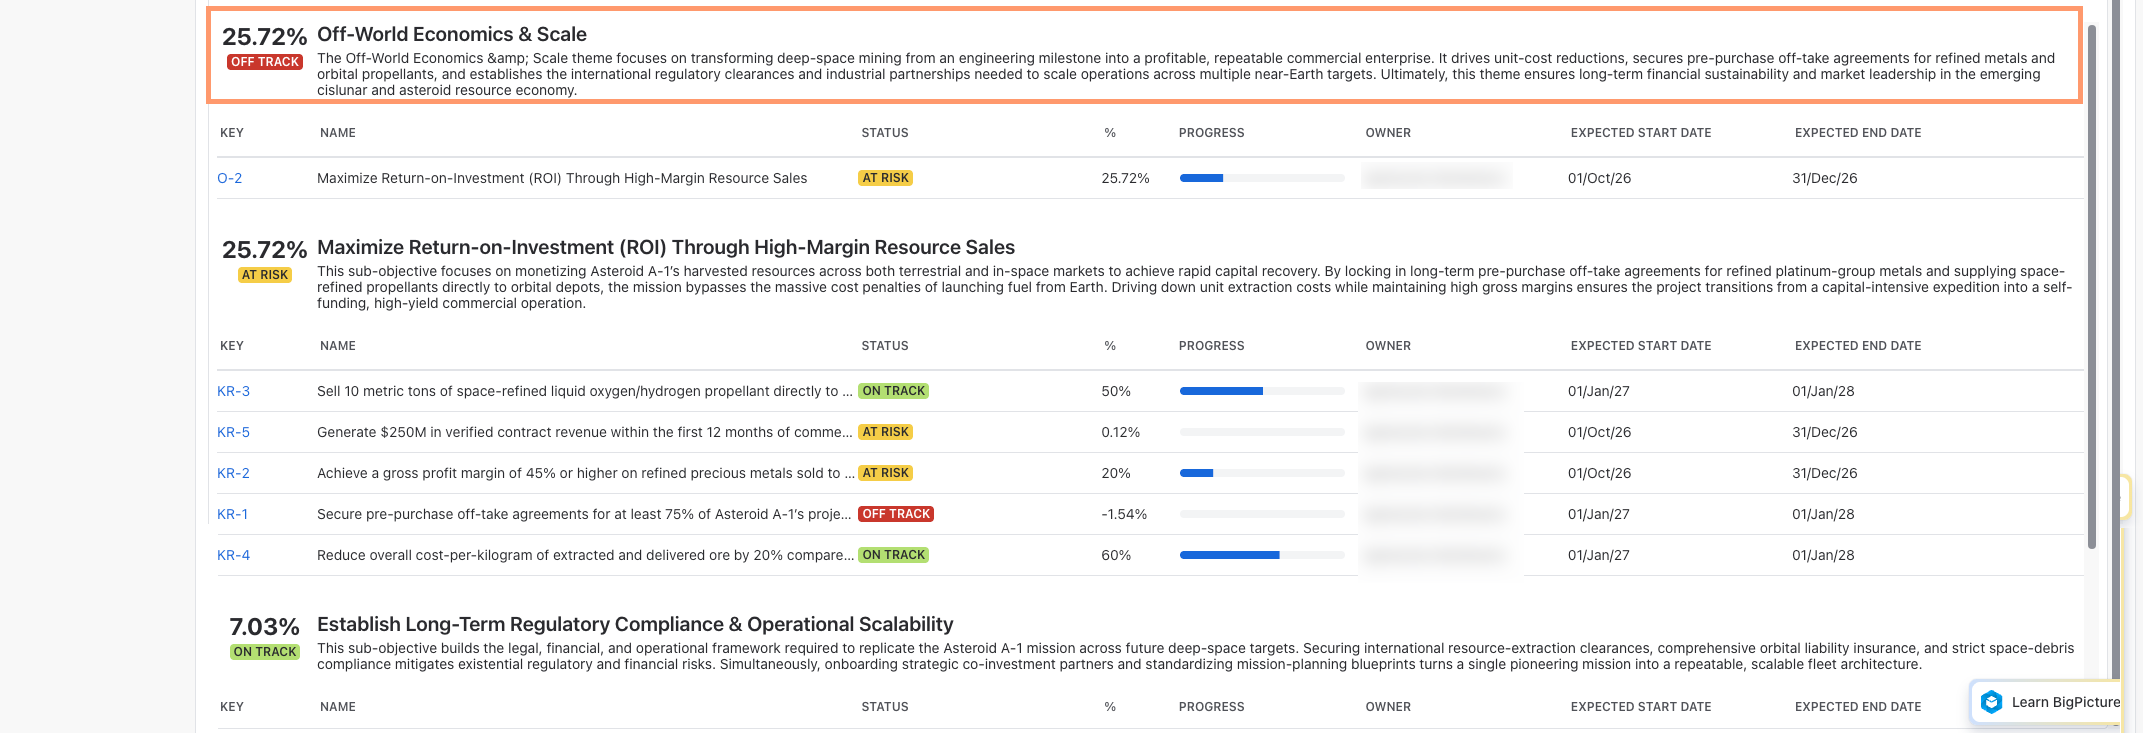 25.72% Off-World Economics & Scale
OFF TRACK
The Off-World Economics &amp; Scale theme focuses on transforming deep-space mining from an engineering milestone into a profitable, repeatable commercial enterprise. It drives unit-cost reductions, secures pre-purchase off-take agreements for refined metals and
orbital propellants, and establishes the international regulatory clearances and industrial partnerships needed to scale operations across multiple near-Earth targets. Ultimately, this theme ensures long-term financial sustainability and market leadership in the emerging
cislunar and asteroid resource economy.
KEY NAME STATUS % PROGRESS OWNER EXPECTED START DATE EXPECTED END DATE
O-2 Maximize Return-on-Investment (ROI) Through High-Margin Resource Sales AT RISK 25.72% 01/Oct/26 31/Dec/26
25.72% Maximize Return-on-Investment (ROI) Through High-Margin Resource Sales
AT RISK
This sub-objective focuses on monetizing Asteroid A-1's harvested resources across both terrestrial and in-space markets to achieve rapid capital recovery. By locking in long-term pre-purchase off-take agreements for refined platinum-group metals and supplying space-
refined propellants directly to orbital depots, the mission bypasses the massive cost penalties of launching fuel from Earth. Driving down unit extraction costs while maintaining high gross margins ensures the project transitions from a capital-intensive expedition into a self-
funding, high-yield commercial operation.
KEY NAME STATUS % PROGRESS OWNER EXPECTED START DATE EXPECTED END DATE
KR-3 Sell 10 metric tons of space-refined liquid oxygen/hydrogen propellant directly to ... ON TRACK 50% 01/Jan/27 01/Jan/28
KR-5 Generate $250M in verified contract revenue within the first 12 months of comme... AT RISK 0.12% 01/Oct/26 31/Dec/26
KR-2 Achieve a gross profit margin of 45% or higher on refined precious metals sold to ... AT RISK 20% 01/Oct/26 31/Dec/26
KR-1 Secure pre-purchase off-take agreements for at least 75% of Asteroid A-1's proje... OFF TRACK -1.54% 01/Jan/27 01/Jan/28
KR-4 Reduce overall cost-per-kilogram of extracted and delivered ore by 20% compare... ON TRACK 60% 01/Jan/27 01/Jan/28
7.03% Establish Long-Term Regulatory Compliance & Operational Scalability
ON TRACK
This sub-objective builds the legal, financial, and operational framework required to replicate the Asteroid A-1 mission across future deep-space targets. Securing international resource-extraction clearances, comprehensive orbital liability insurance, and strict space-debris
compliance mitigates existential regulatory and financial risks. Simultaneously, onboarding strategic co-investment partners and standardizing mission-planning blueprints turns a single pioneering mission into a repeatable, scalable fleet architecture.
KEY NAME STATUS % PROGRESS OWNER EXPECTED START DATE EXPECTED END DATE
Learn BigPicture